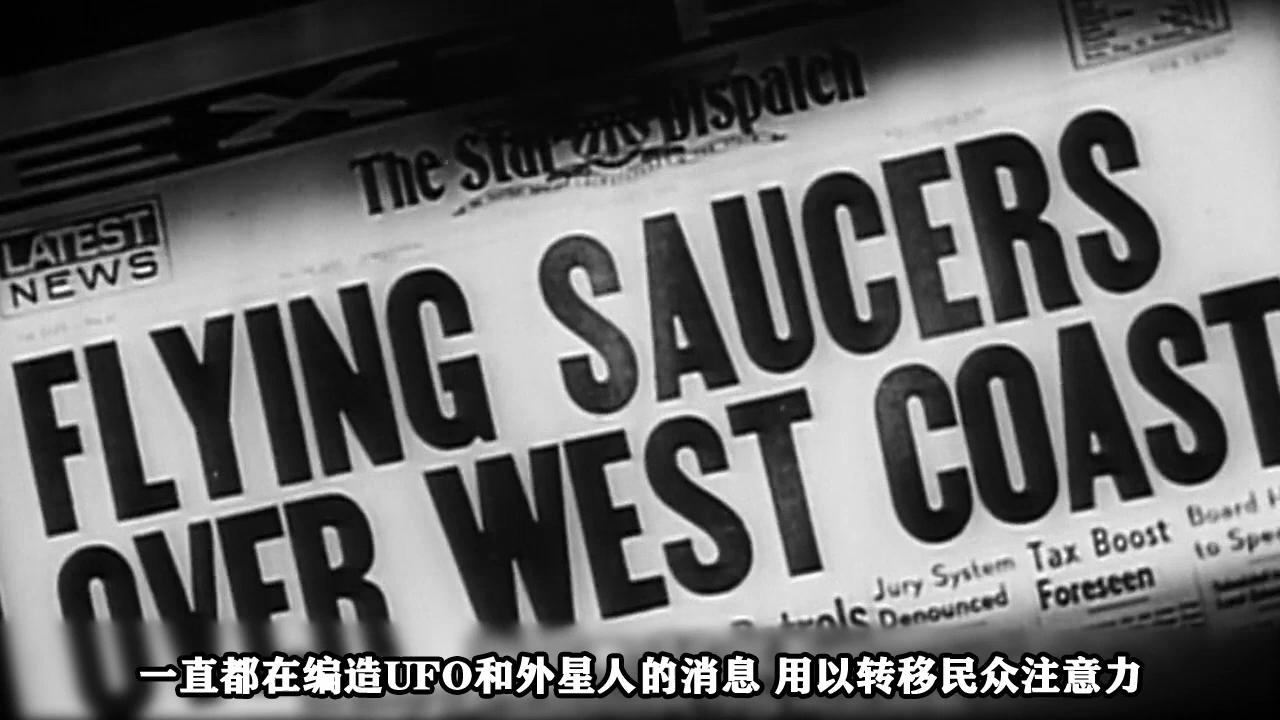 The Star Dispatch
LATEST
NEWS
FLYING SAUCERS
OVER WEST COAST
Jury System
Denounced
Tax Boost
Foreseen
Board
to
一直都在编造UFO和外星人的消息 用以转移民众注意力